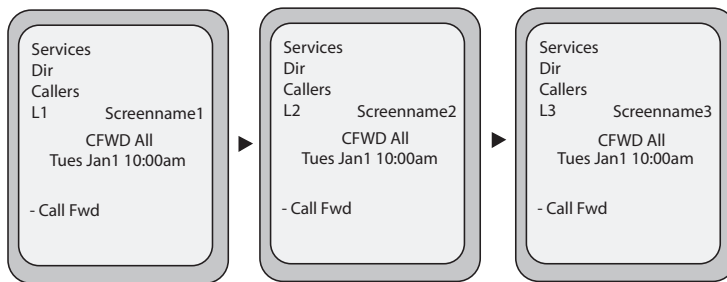 Services
Dir
Callers
L1 Screenname1
CFWD All
Tues Jan1 10:00am
- Call Fwd
Services
Dir
Callers
L2 Screenname2
CFWD All
Tues Jan1 10:00am
- Call Fwd
Services
Dir
Callers
L3 Screenname3
CFWD All
Tues Jan1 10:00am
- Call Fwd